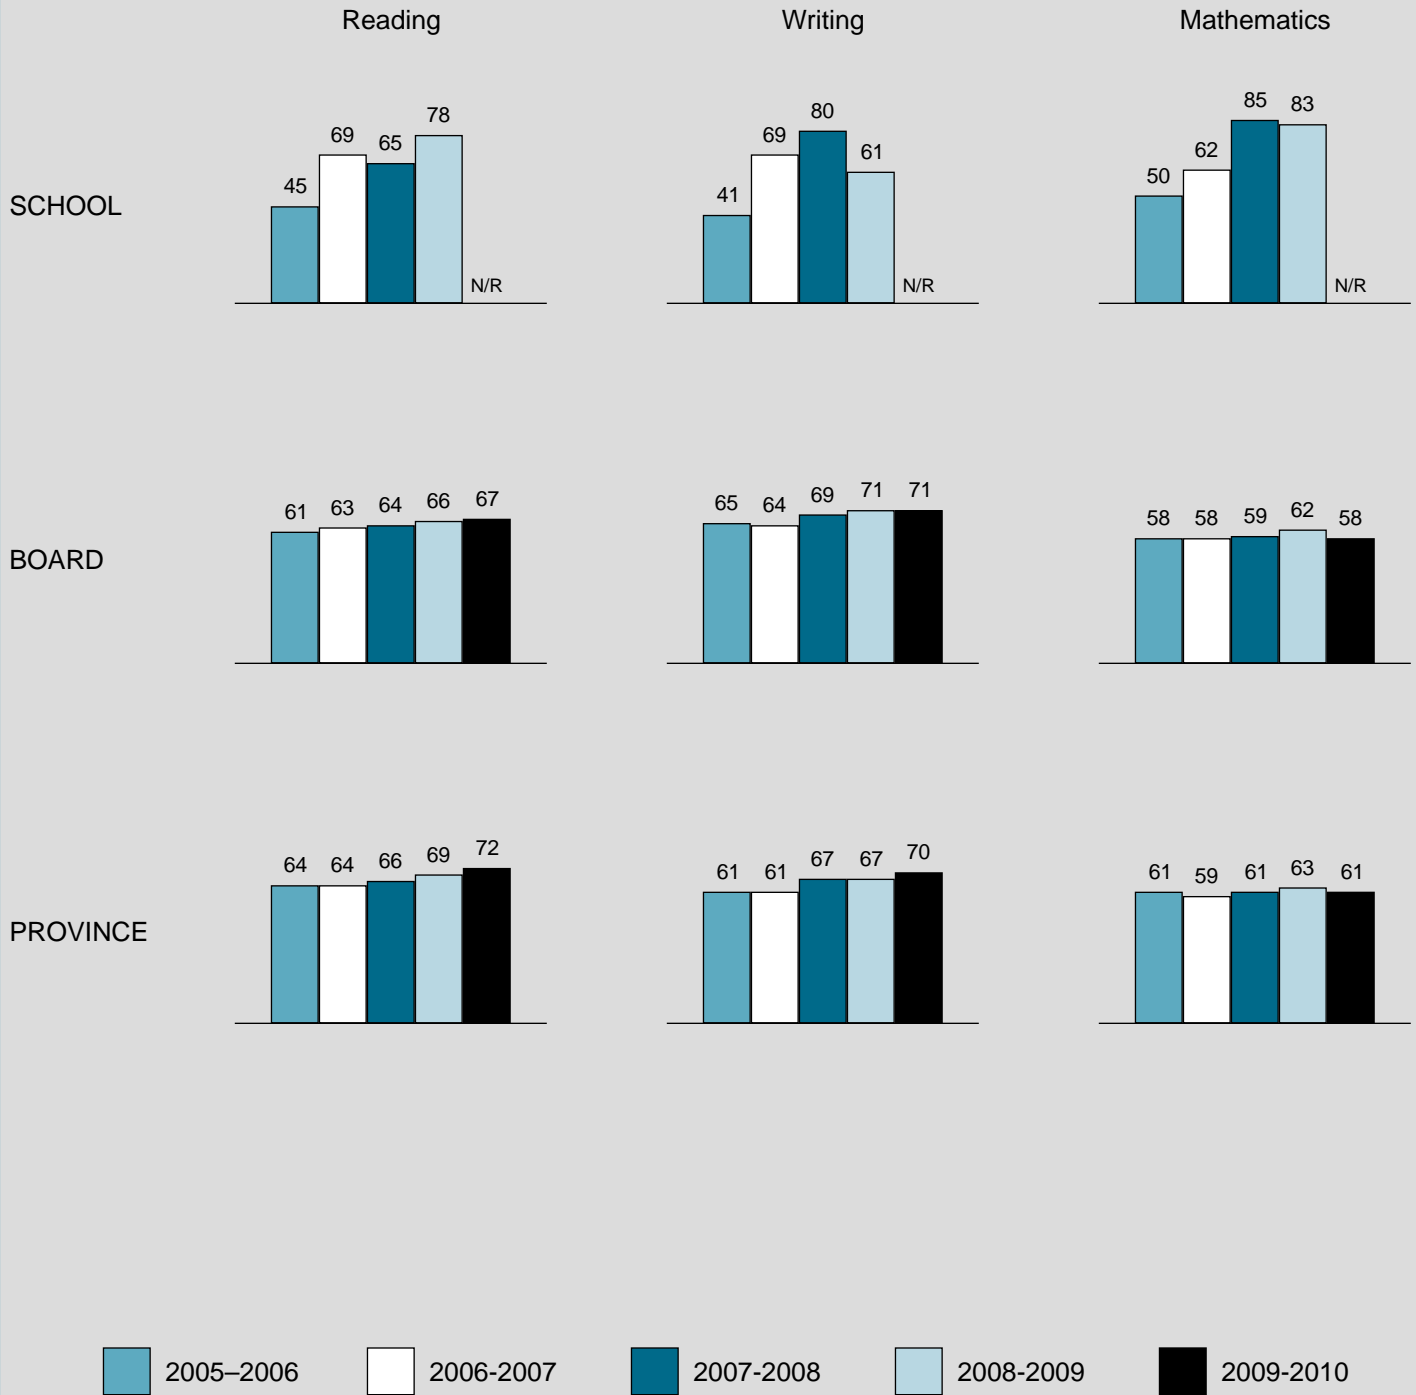 Reading Writing Mathematics
SCHOOL
45 69 65 78 N/R
41 69 80 61 N/R
50 62 85 83 N/R
BOARD
61 63 64 66 67
65 64 69 71 71
58 58 59 62 58
PROVINCE
64 64 66 69 72
61 61 67 67 70
61 59 61 63 61
2005–2006 2006-2007 2007-2008 2008-2009 2009-2010